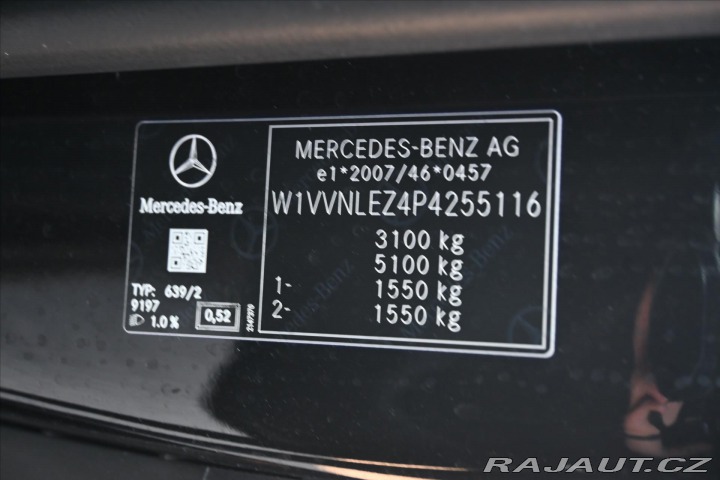 Mercedes-Benz
TYP: 639/2
9197
1.0 %
0,52
MERCEDES-BENZ AG
e1*2007/46*0457
W1VVNLEZ4P4255116
3100 kg
5100 kg
1- 1550 kg
2- 1550 kg
RAJAUT.CZ